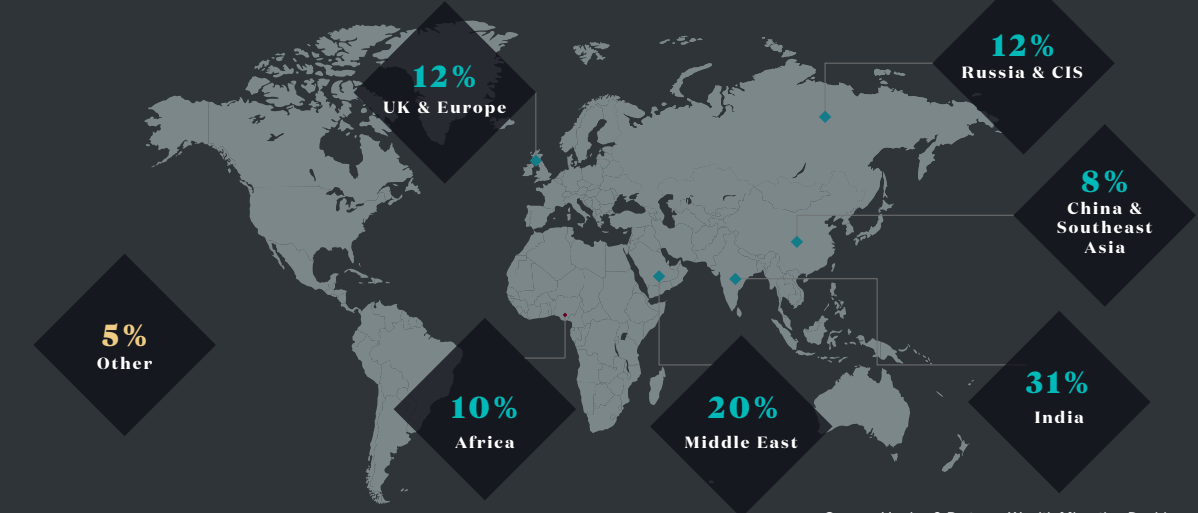 12%
UK & Europe
12%
Russia & CIS
8%
China &
Southeast
Asia
5%
Other
10%
Africa
20%
Middle East
31%
India